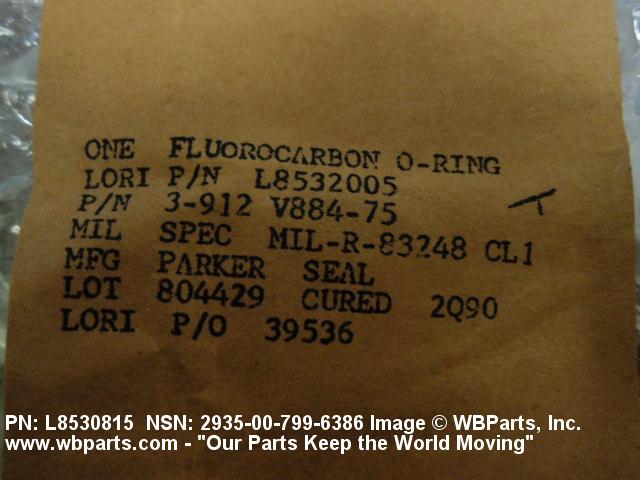 ONE FLUOROCARBON O-RING
LORI P/N L8532005
P/N 3-912 V884-75
MIL SPEC MIL-R-83248 CL1
MFG PARKER SEAL
LOT 804429 CURED 2Q90
LORI P/O 39536
PN: L8530815 NSN: 2935-00-799-6386 Image © WBParts, Inc.
www.wbparts.com - "Our Parts Keep the World Moving"